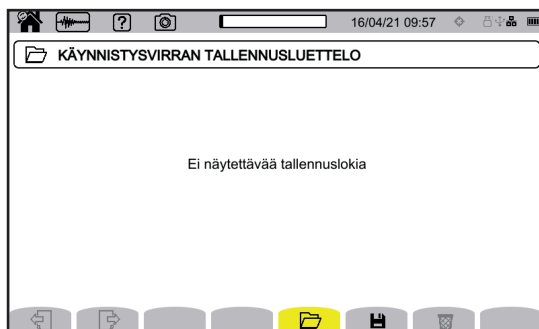 16/04/21 09:57
KÄYNNISTYSVIRRAN TALLENNUSLUETTELO
Ei näytettävää tallennuslokia